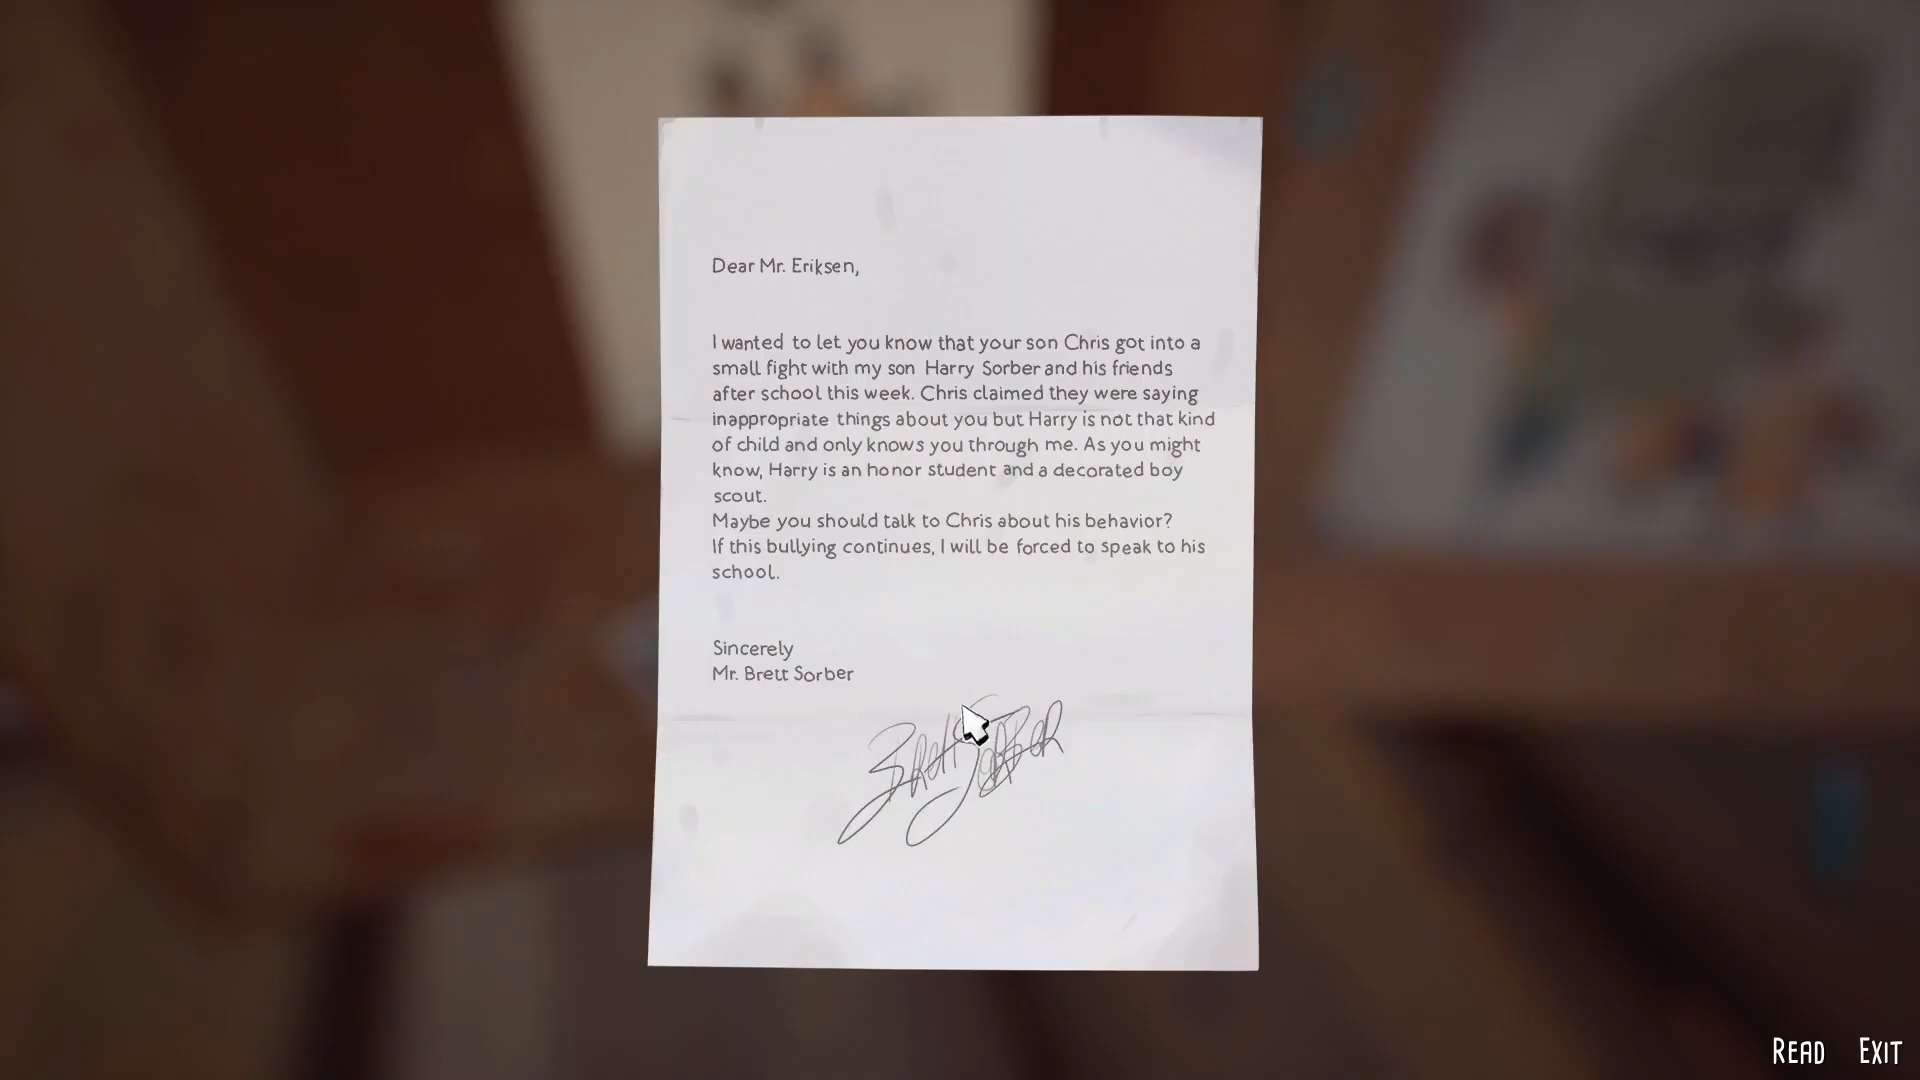 Dear Mr. Eriksen,
I wanted to let you know that your son Chris got into a
small fight with my son Harry Sorber and his friends
after school this week. Chris claimed they were saying
inappropriate things about you but Harry is not that kind
of child and only knows you through me. As you might
know, Harry is an honor student and a decorated boy
scout.
Maybe you should talk to Chris about his behavior?
If this bullying continues, I will be forced to speak to his
school.
Sincerely
Mr. Brett Sorber
Brett Sorber
READ EXIT